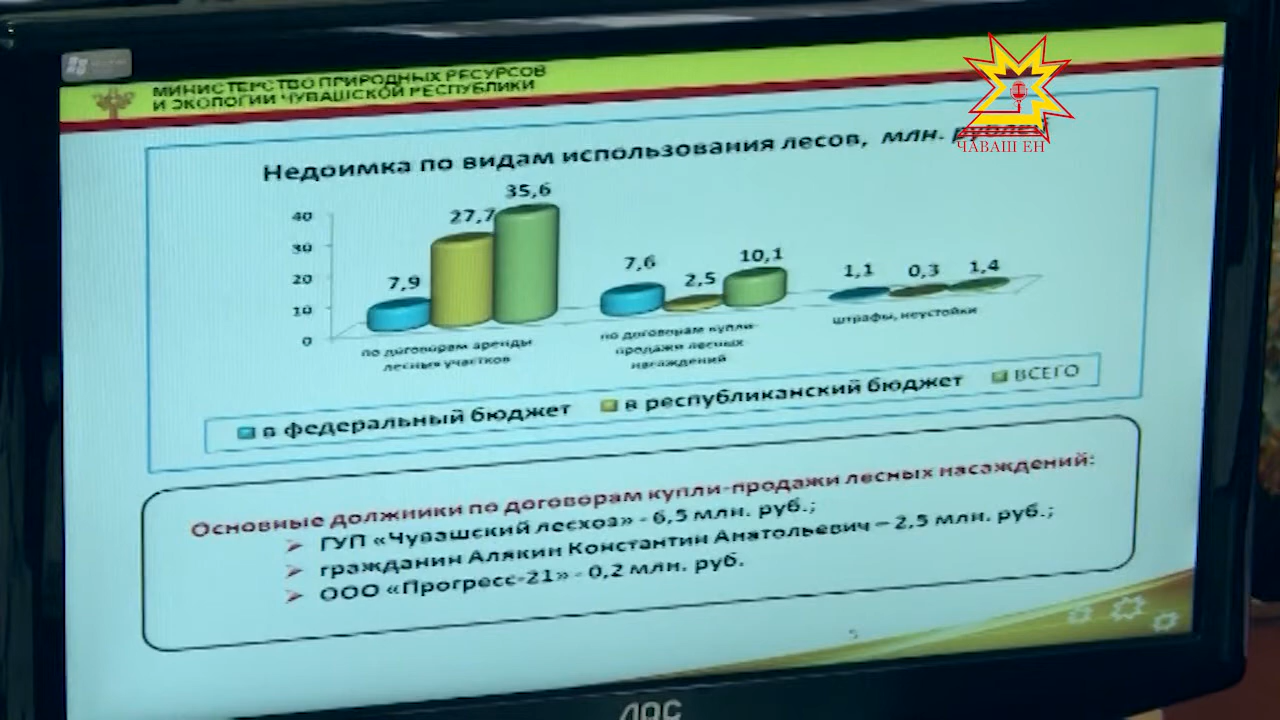 МИНИСТЕРСТВО ПРИРОДНЫХ РЕСУРСОВ
И ЭКОЛОГИИ ЧУВАШСКОЙ РЕСПУБЛИКИ
ЧӐВАШ ЕН
Недоимка по видам использования лесов, млн. рублей
40
30
20
10
0
7,9
27,7
35,6
7,6
2,5
10,1
1,1
0,3
1,4
по договорам аренды
лесных участков
по договорам купли-
продажи лесных
насаждений
штрафы, неустойки
в федеральный бюджет в республиканский бюджет ВСЕГО
Основные должники по договорам купли-продажи лесных насаждений:
ГУП «Чувашский лесхоз» - 6,5 млн. руб.;
гражданин Алякин Константин Анатольевич – 2,5 млн. руб.;
ООО «Прогресс-21» - 0,2 млн. руб.
5
AOC